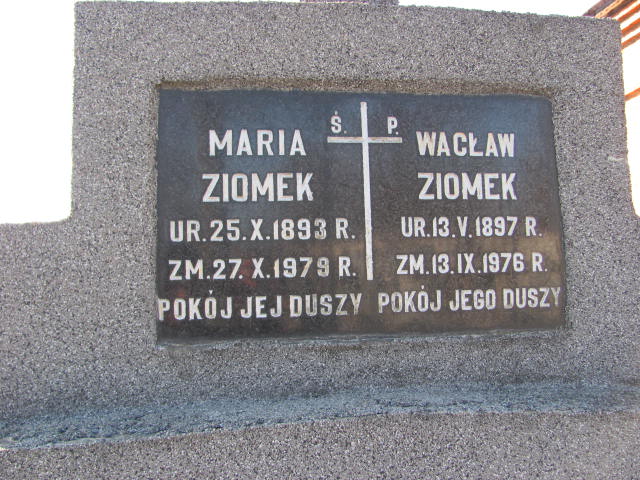 Ś. P.
MARIA
ZIOMEK
UR.25.X.1893 R.
ZM.27.X.1979 R.
POKÓJ JEJ DUSZY
WACŁAW
ZIOMEK
UR.13.V.1897 R.
ZM.13.IX.1976 R.
POKÓJ JEGO DUSZY